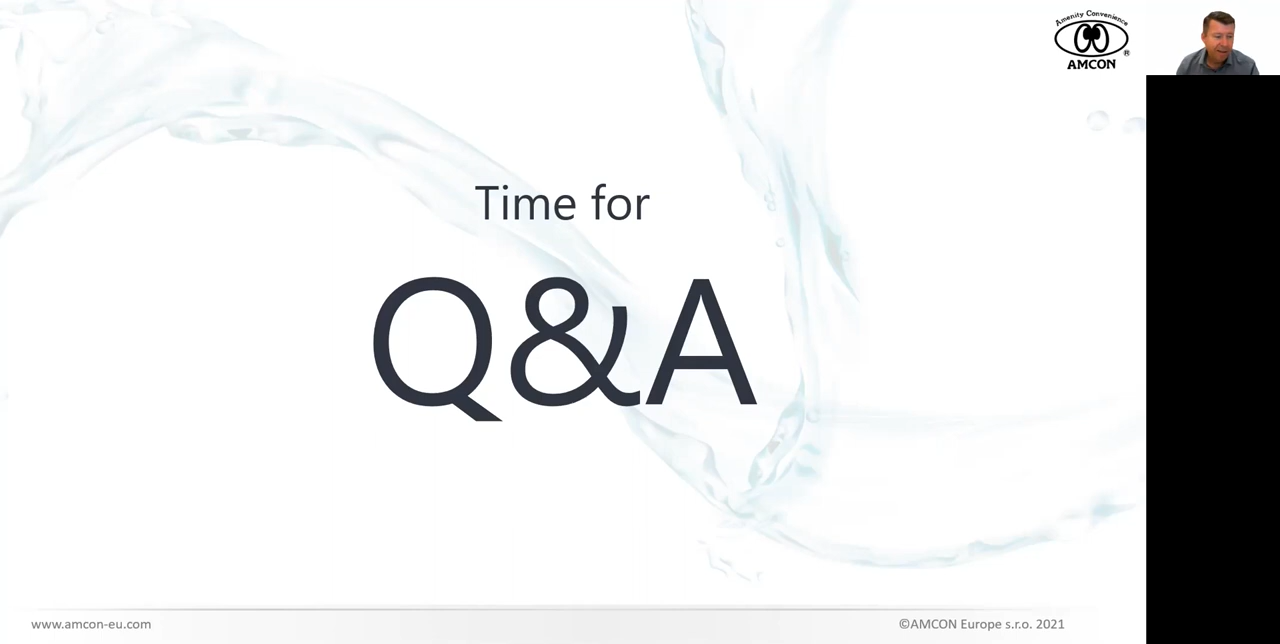 Amenity Convenience
AMCON
®
Time for
Q&A
www.amcon-eu.com
©AMCON Europe s.r.o. 2021